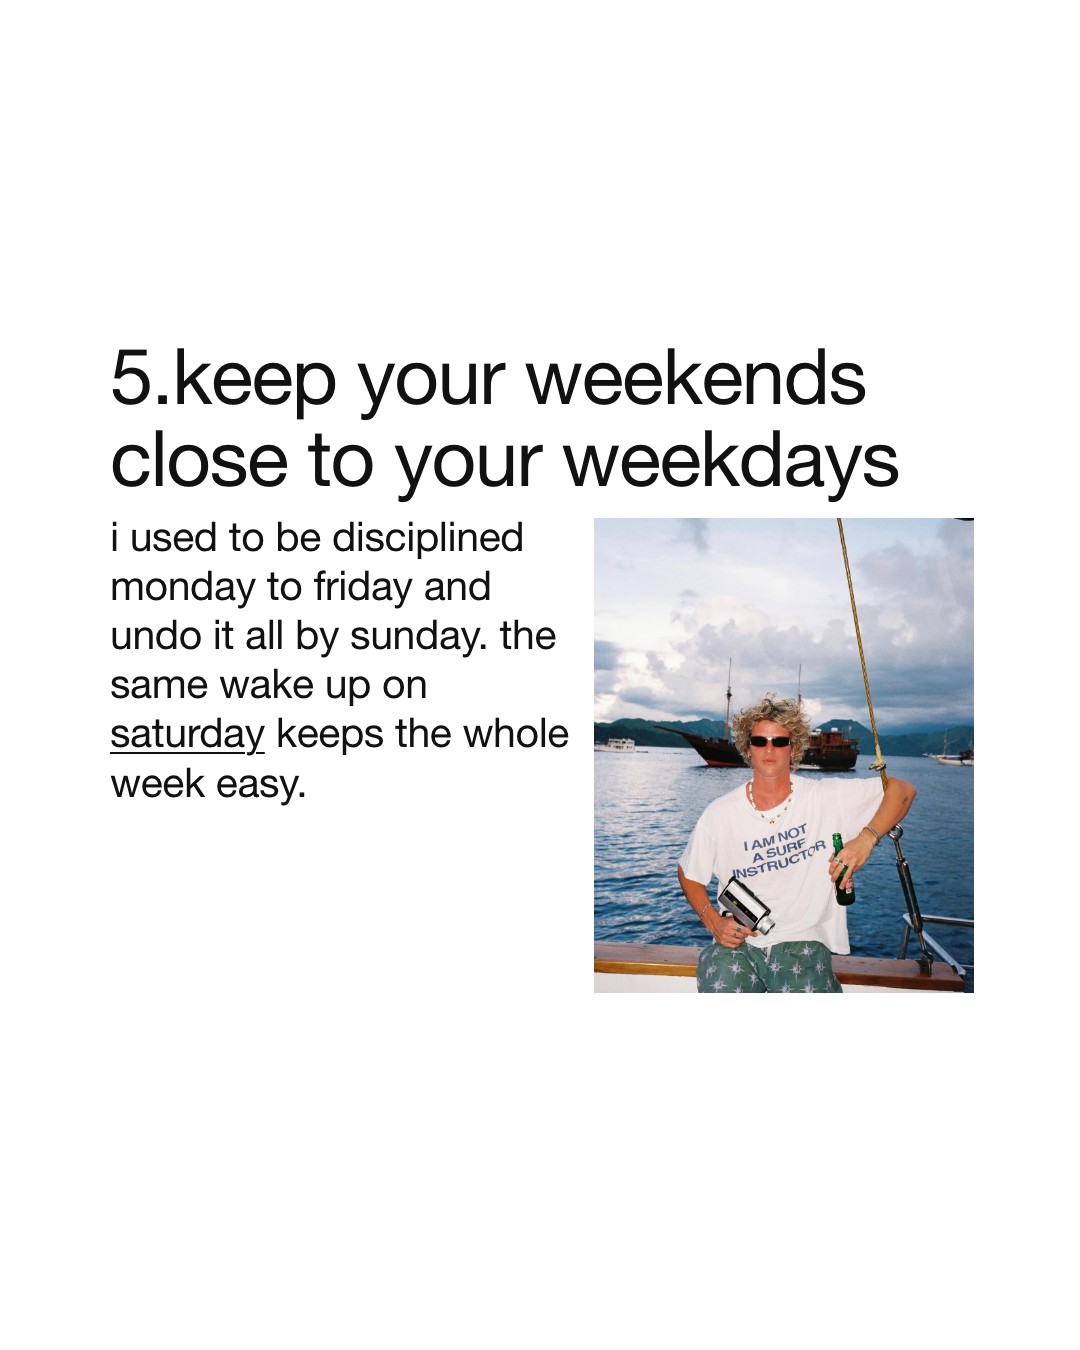 5.keep your weekends
close to your weekdays
i used to be disciplined
monday to friday and
undo it all by sunday. the
same wake up on
saturday keeps the whole
week easy.
I AM NOT
A SURF
INSTRUCTOR